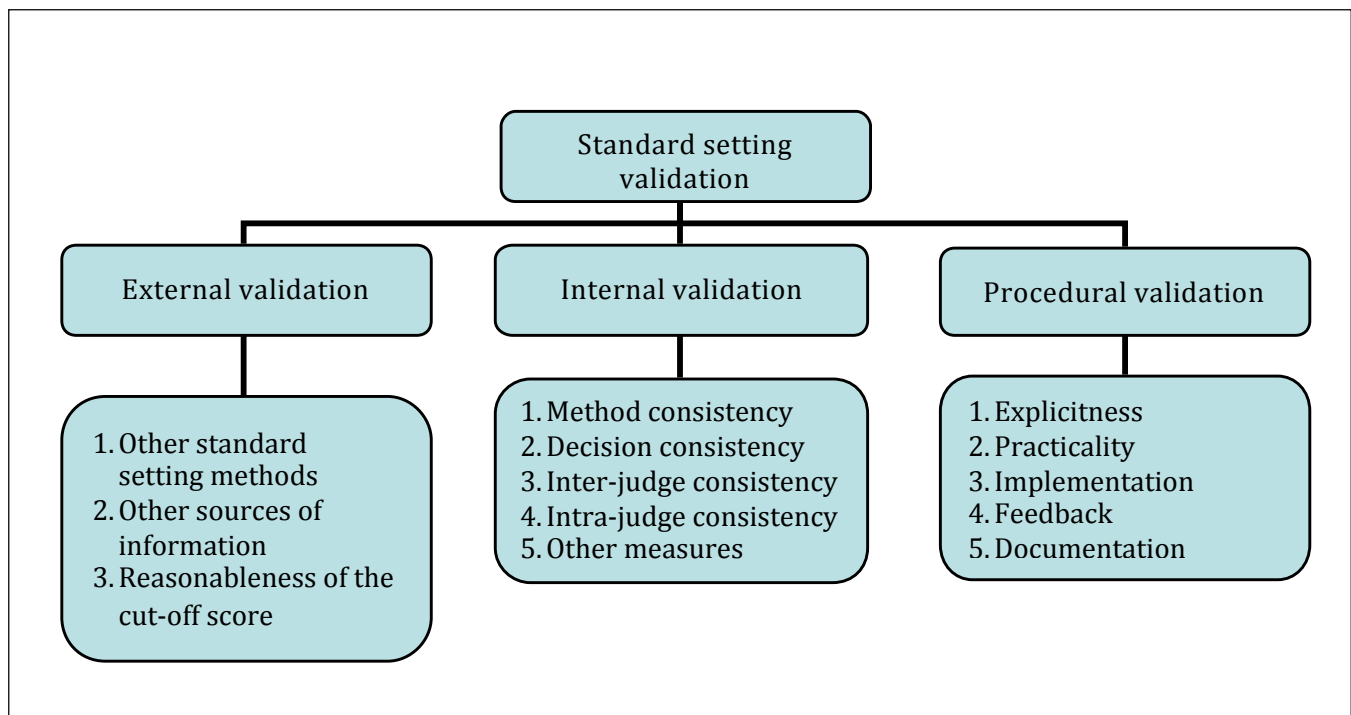 Standard setting
validation
External validation
Internal validation
Procedural validation
1. Other standard
setting methods
2. Other sources of
information
3. Reasonableness of the
cut-off score
1. Method consistency
2. Decision consistency
3. Inter-judge consistency
4. Intra-judge consistency
5. Other measures
1. Explicitness
2. Practicality
3. Implementation
4. Feedback
5. Documentation